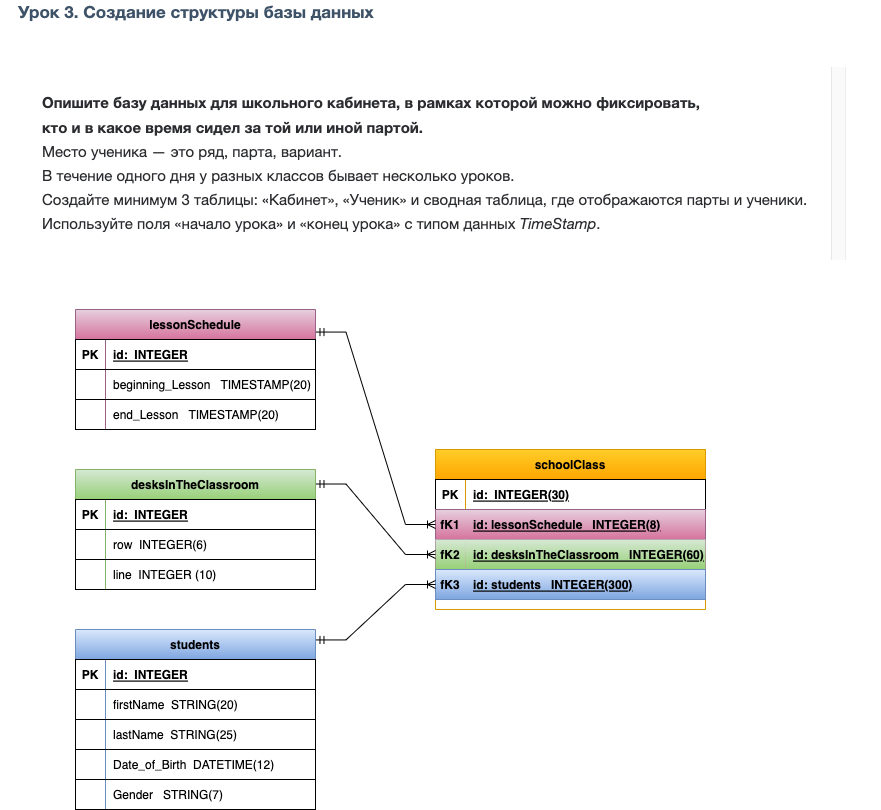 Урок 3. Создание структуры базы данных
Опишите базу данных для школьного кабинета, в рамках которой можно фиксировать,
кто и в какое время сидел за той или иной партой.
Место ученика — это ряд, парта, вариант.
В течение одного дня у разных классов бывает несколько уроков.
Создайте минимум 3 таблицы: «Кабинет», «Ученик» и сводная таблица, где отображаются парты и ученики.
Используйте поля «начало урока» и «конец урока» с типом данных TimeStamp.
lessonSchedule
PK id: INTEGER
beginning_Lesson TIMESTAMP(20)
end_Lesson TIMESTAMP(20)
desksInTheClassroom
PK id: INTEGER
row INTEGER(6)
line INTEGER (10)
students
PK id: INTEGER
firstName STRING(20)
lastName STRING(25)
Date_of_Birth DATETIME(12)
Gender STRING(7)
schoolClass
PK id: INTEGER(30)
fK1 id: lessonSchedule INTEGER(8)
fK2 id: desksInTheClassroom INTEGER(60)
fK3 id: students INTEGER(300)